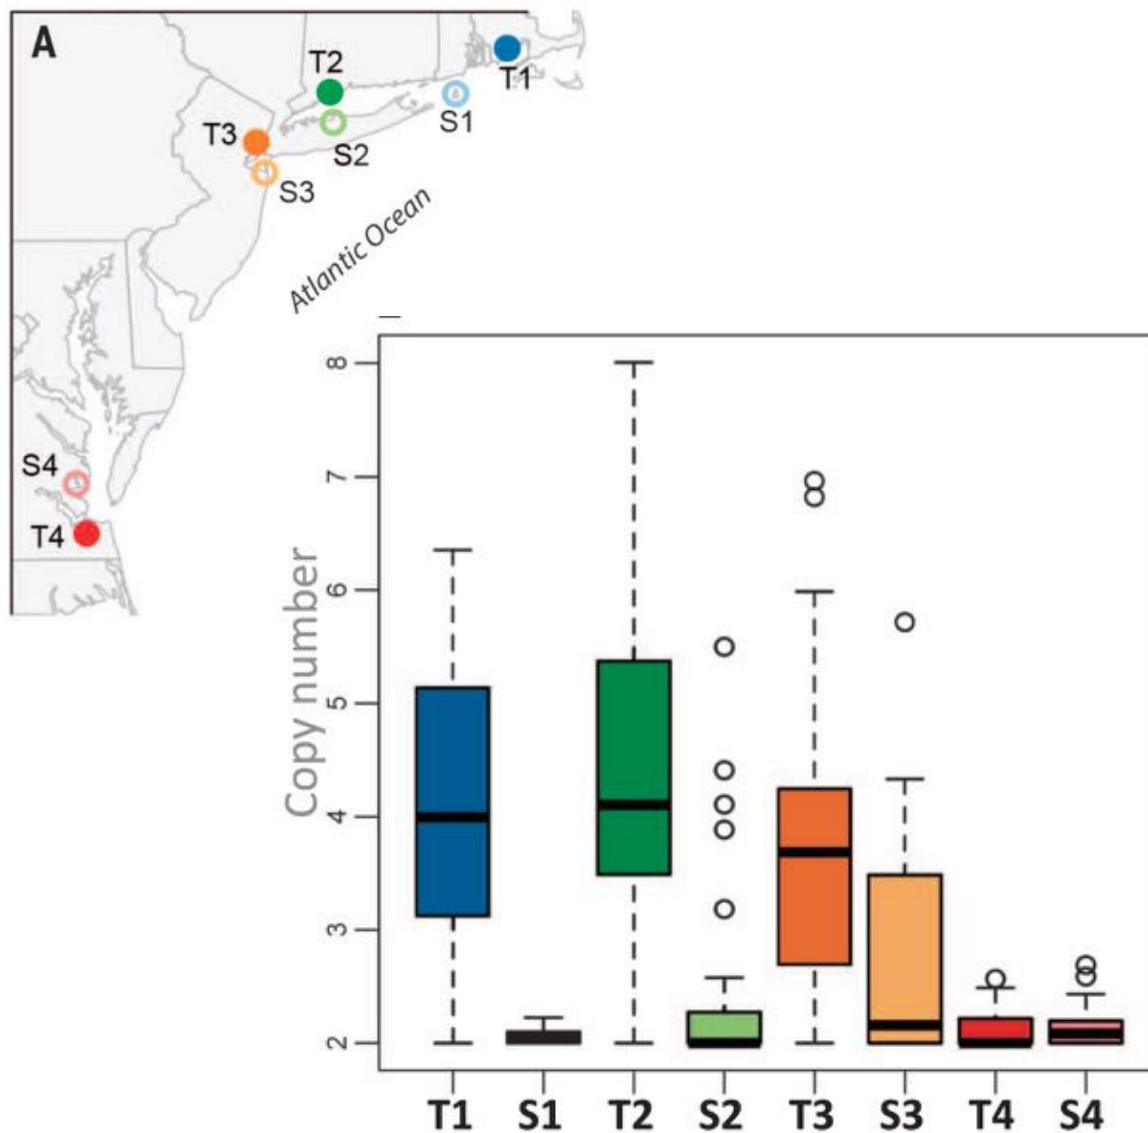 A
T1
T2
S1
T3
S2
S3
Atlantic Ocean
S4
T4
Copy number
8
7
6
5
4
3
2
T1 S1 T2 S2 T3 S3 T4 S4